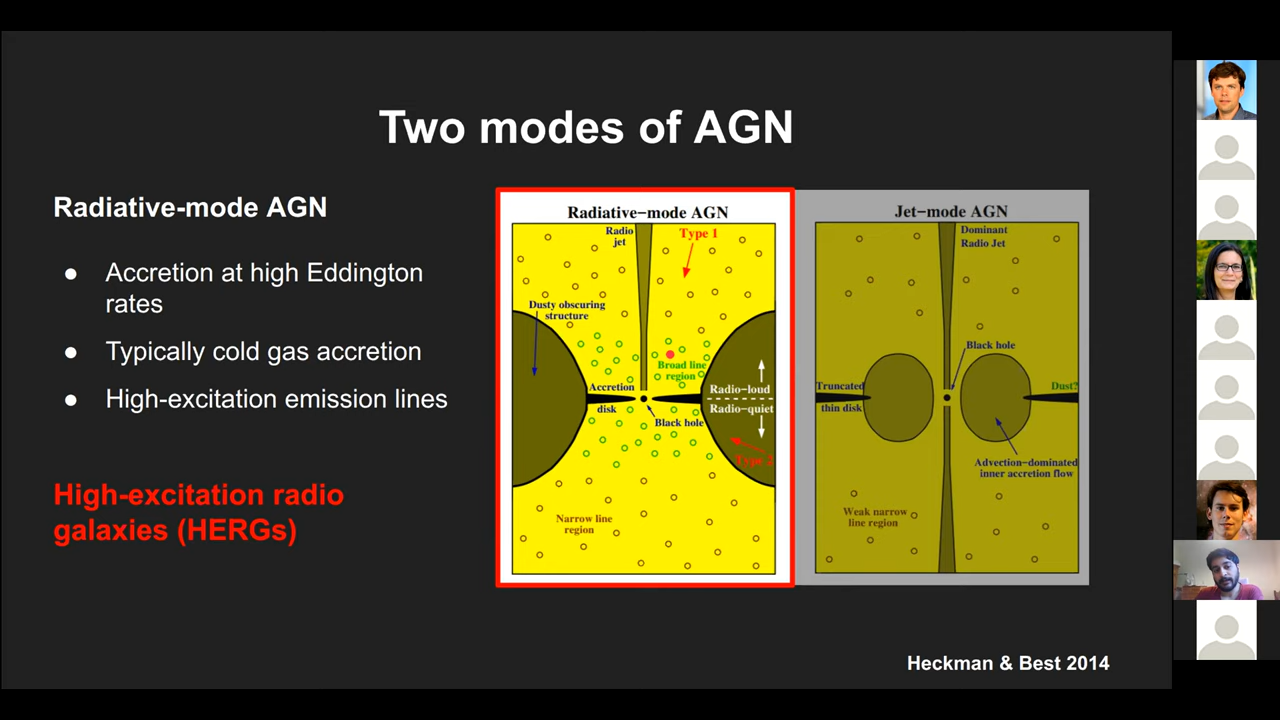 Two modes of AGN
Radiative-mode AGN
● Accretion at high Eddington
rates
● Typically cold gas accretion
● High-excitation emission lines
High-excitation radio
galaxies (HERGs)
Radiative−mode AGN
Radio
jet
Type 1
Dusty obscuring
structure
Broad line
region
Accretion
disk
Black hole
Radio−loud
Radio−quiet
Type 2
Narrow line
region
Jet−mode AGN
Dominant
Radio Jet
Black hole
Truncated
thin disk
Dust?
Advection−dominated
inner accretion flow
Weak narrow
line region
Heckman & Best 2014